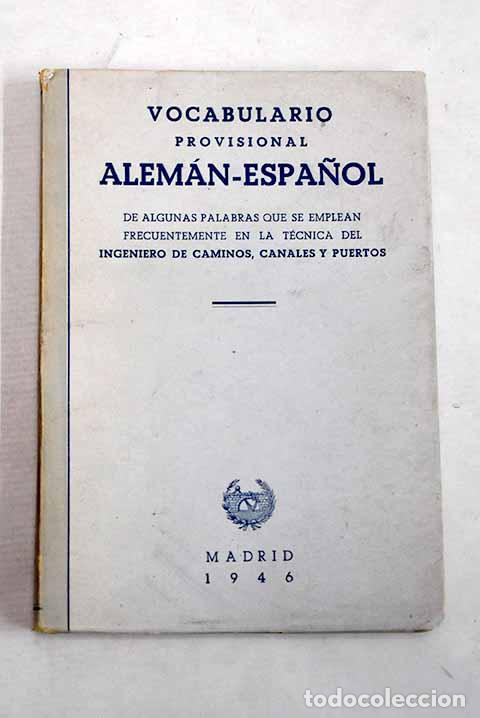 VOCABULARIO
PROVISIONAL
ALEMÁN-ESPAÑOL
DE ALGUNAS PALABRAS QUE SE EMPLEAN
FRECUENTEMENTE EN LA TÉCNICA DEL
INGENIERO DE CAMINOS, CANALES Y PUERTOS
MADRID
1946
todocoleccion